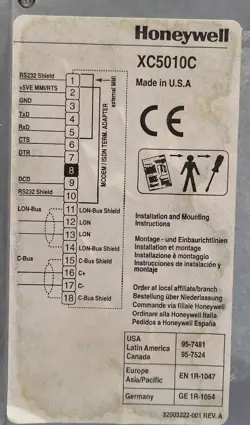 Honeywell
XC5010C
Made in U.S.A
CE
RS232 Shield 1
+5VE MMI/RTS 2
GND 3
TxD 4
RxD 5
CTS 6
DTR 7
8
DCD 9
RS232 Shield 10
external MMI
MODEM / ISDN TERM. ADAPTER
LON-Bus 11 LON-Bus Shield
12 LON
13 LON
14 LON-Bus Shield
C-Bus 15 C-Bus Shield
16 C+
17 C-
18 C-Bus Shield
Installation and Mounting
Instructions
Montage - und Einbaurichtlinien
Installation et montage
Installazione è montaggio
Instrucciones de instalación y
montaje
Order at local affiliate/branch
Bestellung über Niederlassung
Commande via filiale Honeywell
Ordinare alla Honeywell Italia
Pedidos a Honeywell España
USA 95-7481
Latin America 95-7524
Canada
Europe EN 1R-1047
Asia/Pacific
Germany GE 1R-1054
32003222-001 REV. A